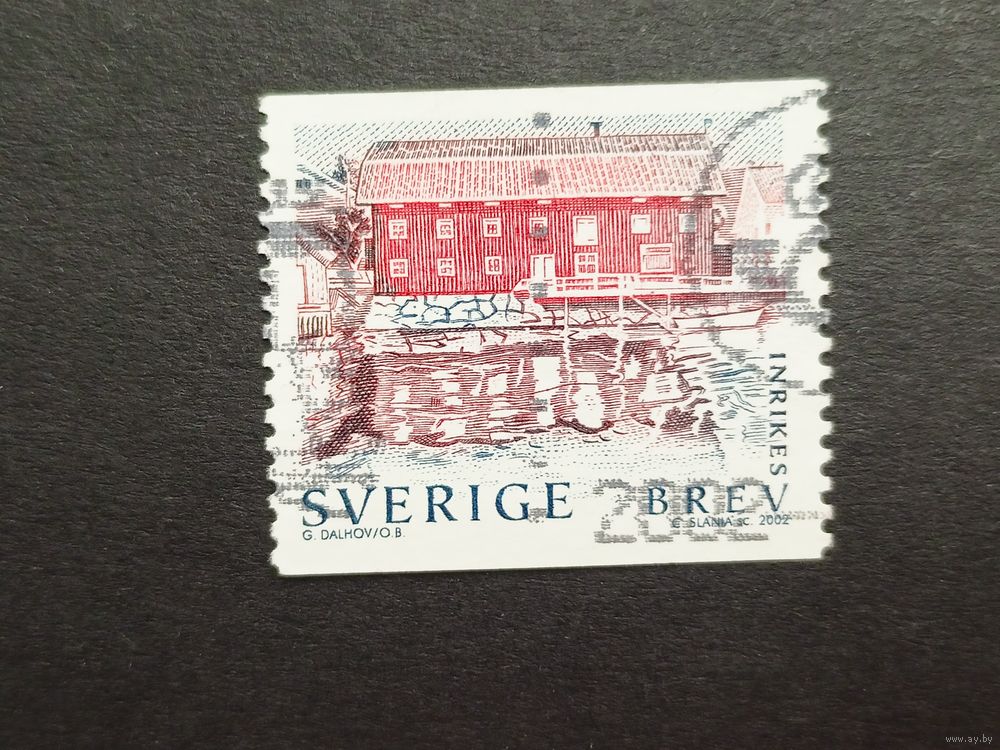 INRIKES
SVERIGE BREV
G. DALHOV/O.B. C. SLANIA SC. 2002
www.ay.by